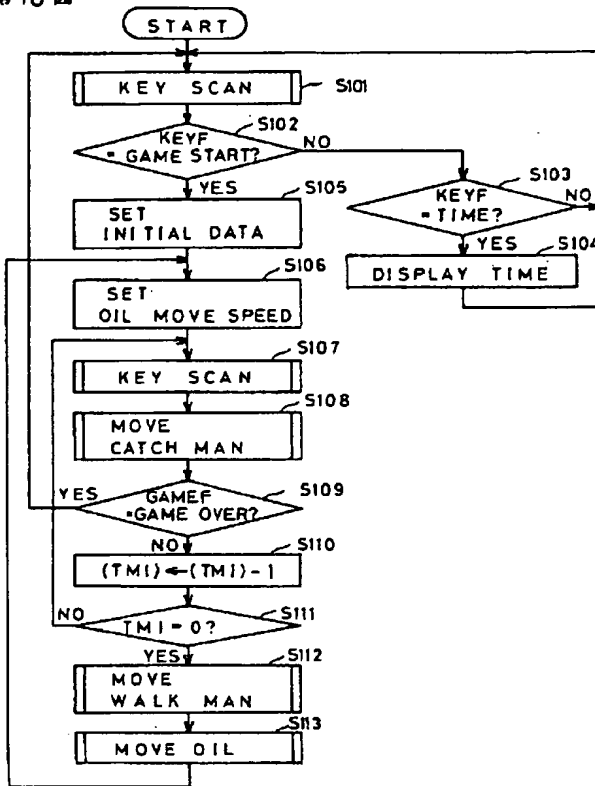 START
KEY SCAN
S101
S102
KEYF
= GAME START?
NO
YES
S103
KEYF
=TIME?
NO
YES
S104
DISPLAY TIME
S105
SET
INITIAL DATA
S106
SET
OIL MOVE SPEED
S107
KEY SCAN
S108
MOVE
CATCH MAN
S109
GAMEF
=GAME OVER?
YES
NO
S110
(TM1)←(TM1)-1
S111
TM1=0?
NO
YES
S112
MOVE
WALK MAN
S113
MOVE OIL